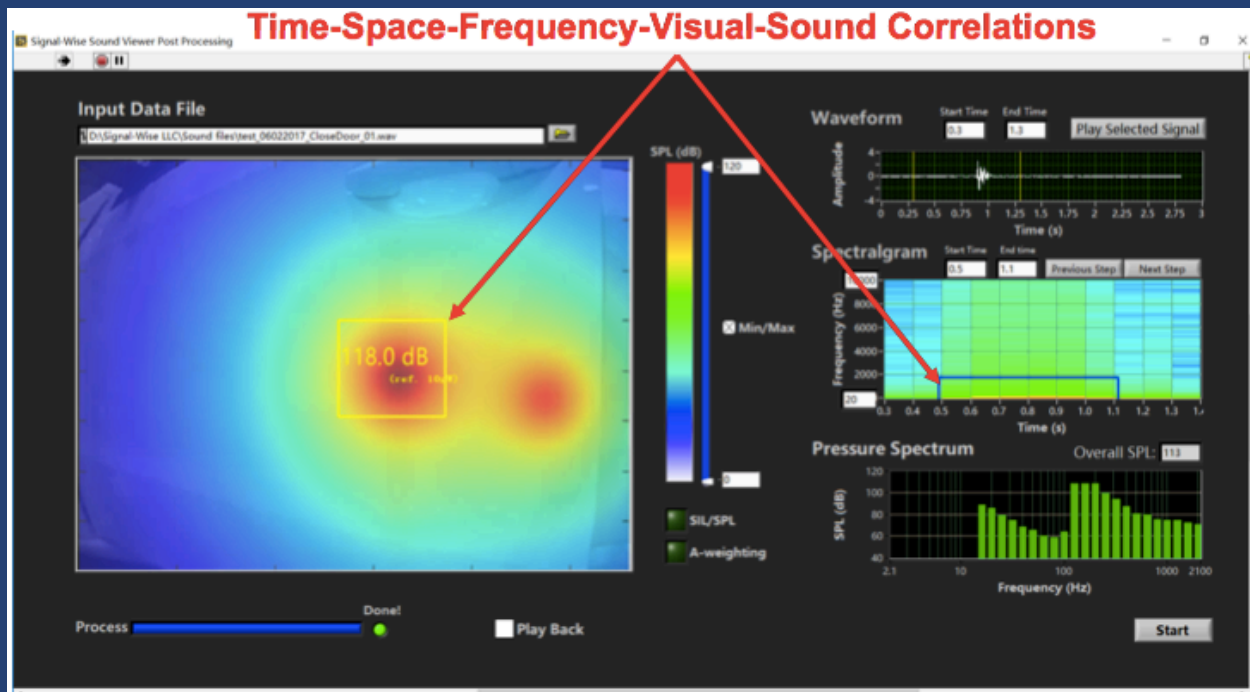 Time-Space-Frequency-Visual-Sound Correlations
Signal-Wise Sound Viewer Post Processing
Input Data File
D:\Signal-Wise LLC\Sound files\test_06022017_CloseDoor_01.wav
118.0 dB
SPL (dB)
120
Min/Max
0
SIL/SPL
A-weighting
Process
Done!
Play Back
Waveform
Start Time
End Time
0.3
1.3
Play Selected Signal
Amplitude
4
0
-4
0 0.25 0.5 0.75 1 1.25 1.5 1.75 2 2.25 2.5 2.75 3
Time (s)
Spectralgram
Start Time
End time
0.5
1.1
Previous Step
Next Step
Frequency (Hz)
8000
6000
4000
2000
20
0.3 0.4 0.5 0.6 0.7 0.8 0.9 1.0 1.1 1.2 1.3
Time (s)
Pressure Spectrum
Overall SPL: 113
SPL (dB)
120
100
80
60
40
2.1 10 100 1000 2100
Frequency (Hz)
Start